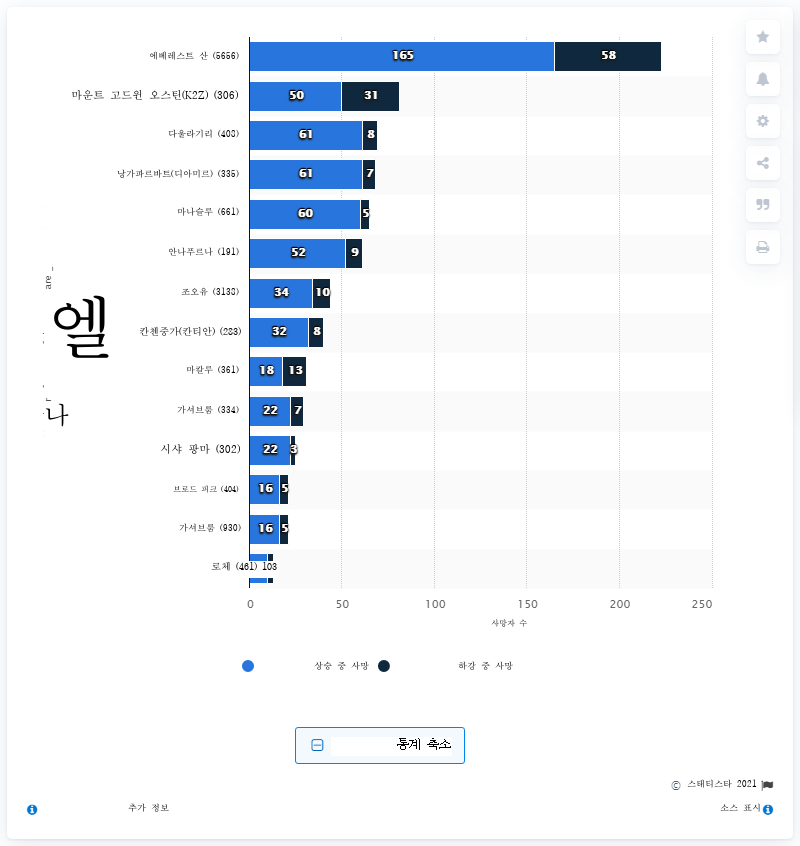 에베레스트 산 (5656) 165 58
마운트 고드윈 오스틴(K2Z) (306) 50 31
다울라기리 (408) 61 8
낭가파르바트(디아미르) (335) 61 7
마나슬루 (661) 60 5
안나푸르나 (191) 52 9
조오유 (3138) 34 10
칸첸중가(칸티안) (283) 32 8
마칼루 (361) 18 13
가셔브룸 (334) 22 7
시샤 팡마 (302) 22 3
브로드 피크 (404) 16 5
가셔브룸 (930) 16 5
로체 (461) 103
are
엘
나
0 50 100 150 200 250
사망자 수
상승 중 사망 하강 중 사망
통계 축소
© 스태티스타 2021
추가 정보 소스 표시